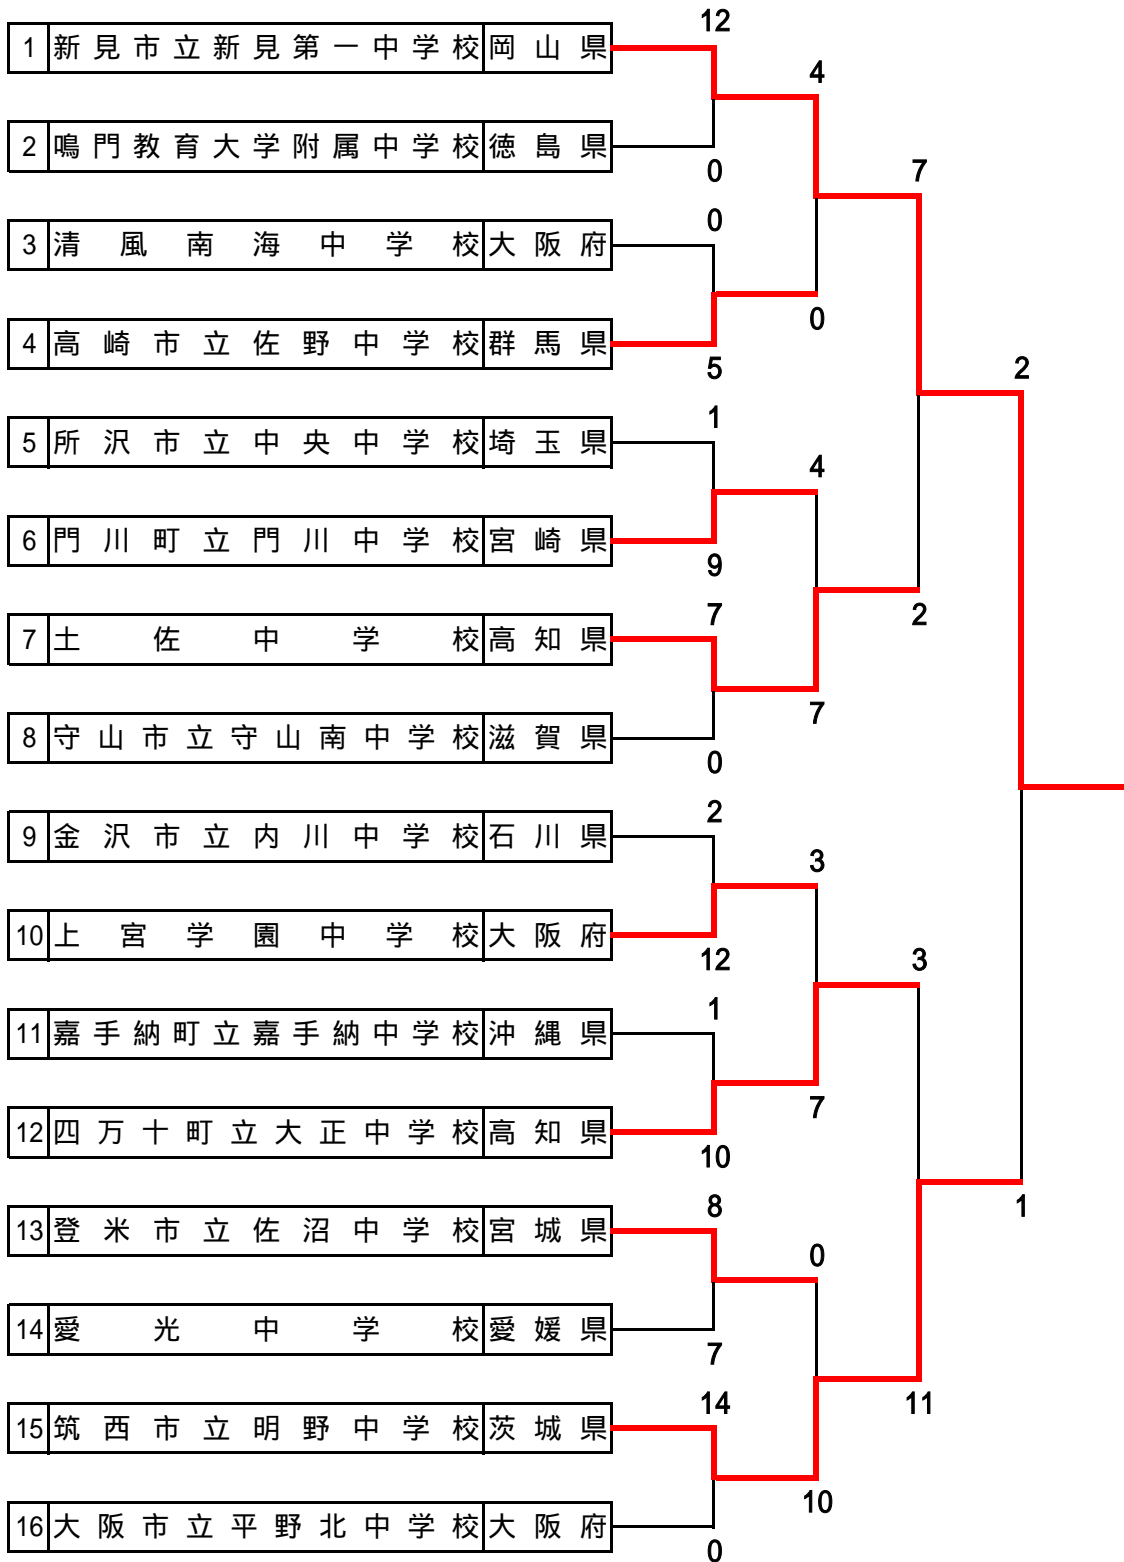 12
1 新見市立新見第一中学校 岡山県
4
2 鳴門教育大学附属中学校 徳島県
0
7
0
3 清風南海中学校 大阪府
0
4 高崎市立佐野中学校 群馬県
5
2
1
5 所沢市立中央中学校 埼玉県
4
6 門川町立門川中学校 宮崎県
9
7
2
7 土佐中学校 高知県
7
8 守山市立守山南中学校 滋賀県
0
2
9 金沢市立内川中学校 石川県
3
10 上宮学園中学校 大阪府
12
3
1
11 嘉手納町立嘉手納中学校 沖縄県
7
12 四万十町立大正中学校 高知県
10
8
1
13 登米市立佐沼中学校 宮城県
0
14 愛光中学校 愛媛県
7
14
11
15 筑西市立明野中学校 茨城県
10
16 大阪市立平野北中学校 大阪府
0